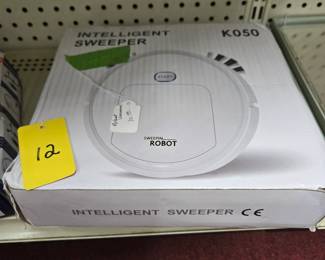 INTELLIGENT
SWEEPER
K050
SWEEPING
ROBOT
12
INTELLIGENT SWEEPER CE